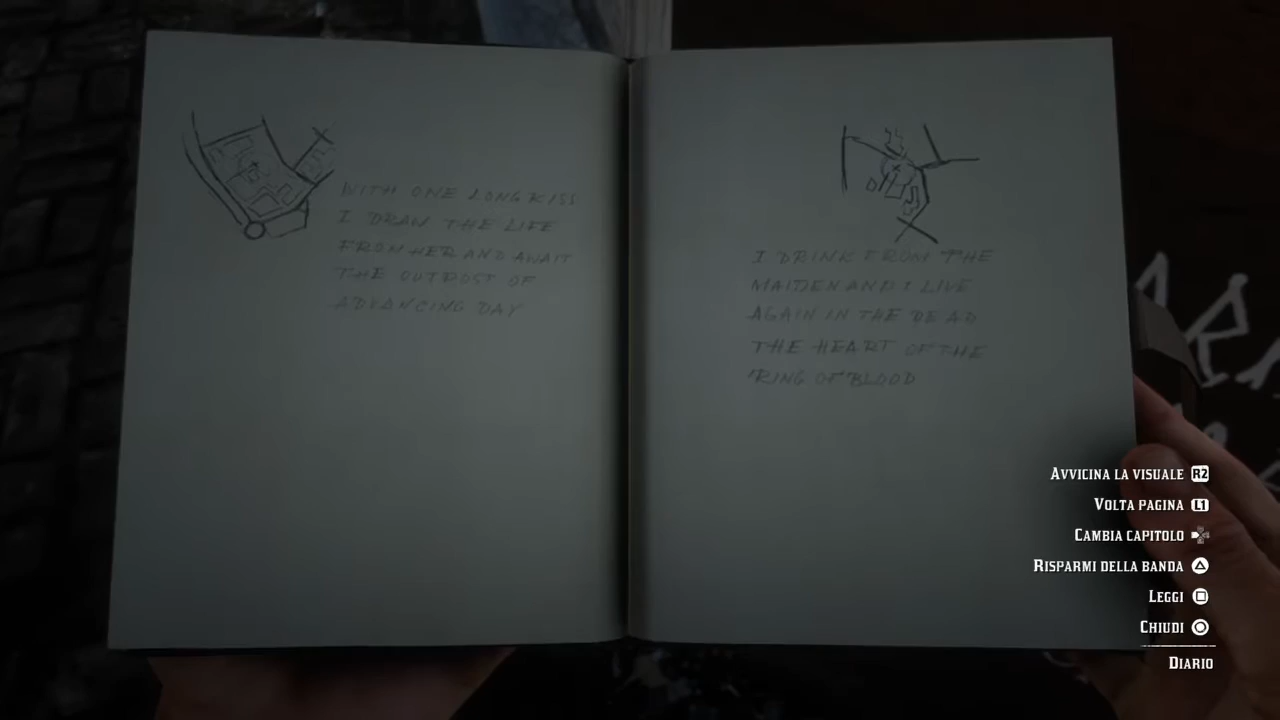 WITH ONE LONG KISS
I DRAW THE LIFE
FROM HER AND AWAIT
THE OUTPOST OF
ADVANCING DAY
I DRINK FROM THE
MAIDEN AND I LIVE
AGAIN IN THE DEAD
THE HEART OF THE
RING OF BLOOD
AVVICINA LA VISUALE R2
VOLTA PAGINA L1
CAMBIA CAPITOLO
RISPARMI DELLA BANDA
LEGGI
CHIUDI
DIARIO